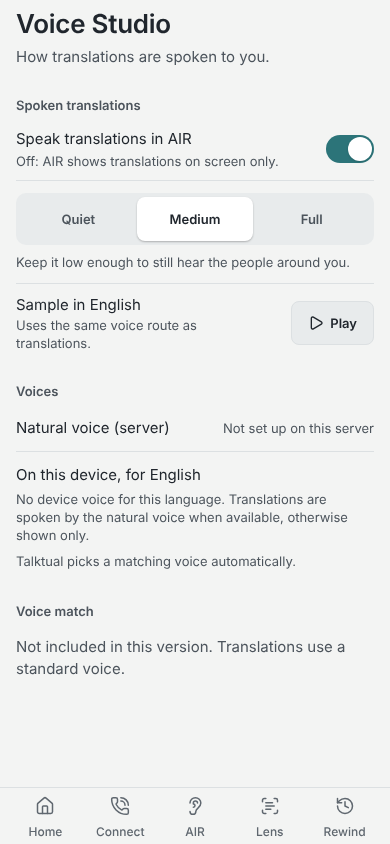 Voice Studio
How translations are spoken to you.
Spoken translations
Speak translations in AIR
Off: AIR shows translations on screen only.
Quiet
Medium
Full
Keep it low enough to still hear the people around you.
Sample in English
Uses the same voice route as
translations.
Play
Voices
Natural voice (server)
Not set up on this server
On this device, for English
No device voice for this language. Translations are
spoken by the natural voice when available, otherwise
shown only.
Talktual picks a matching voice automatically.
Voice match
Not included in this version. Translations use a
standard voice.
Home
Connect
AIR
Lens
Rewind